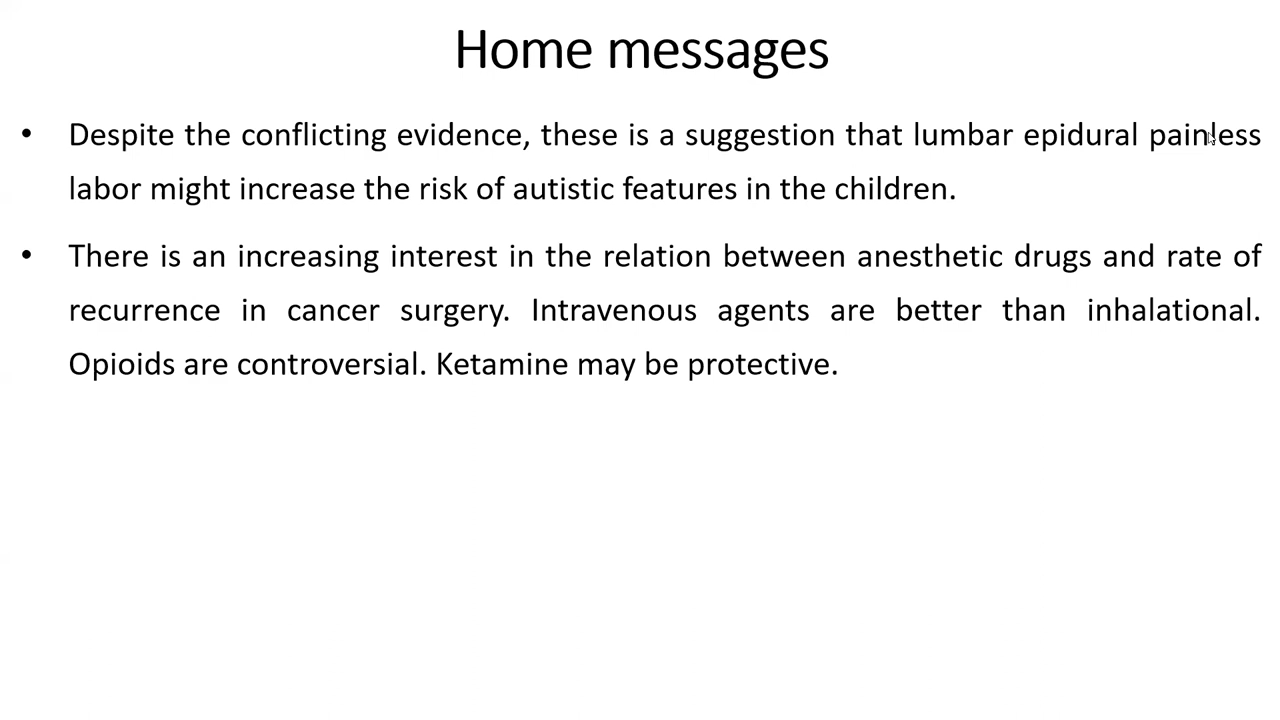 Home messages
• Despite the conflicting evidence, these is a suggestion that lumbar epidural painless
labor might increase the risk of autistic features in the children.
• There is an increasing interest in the relation between anesthetic drugs and rate of
recurrence in cancer surgery. Intravenous agents are better than inhalational.
Opioids are controversial. Ketamine may be protective.